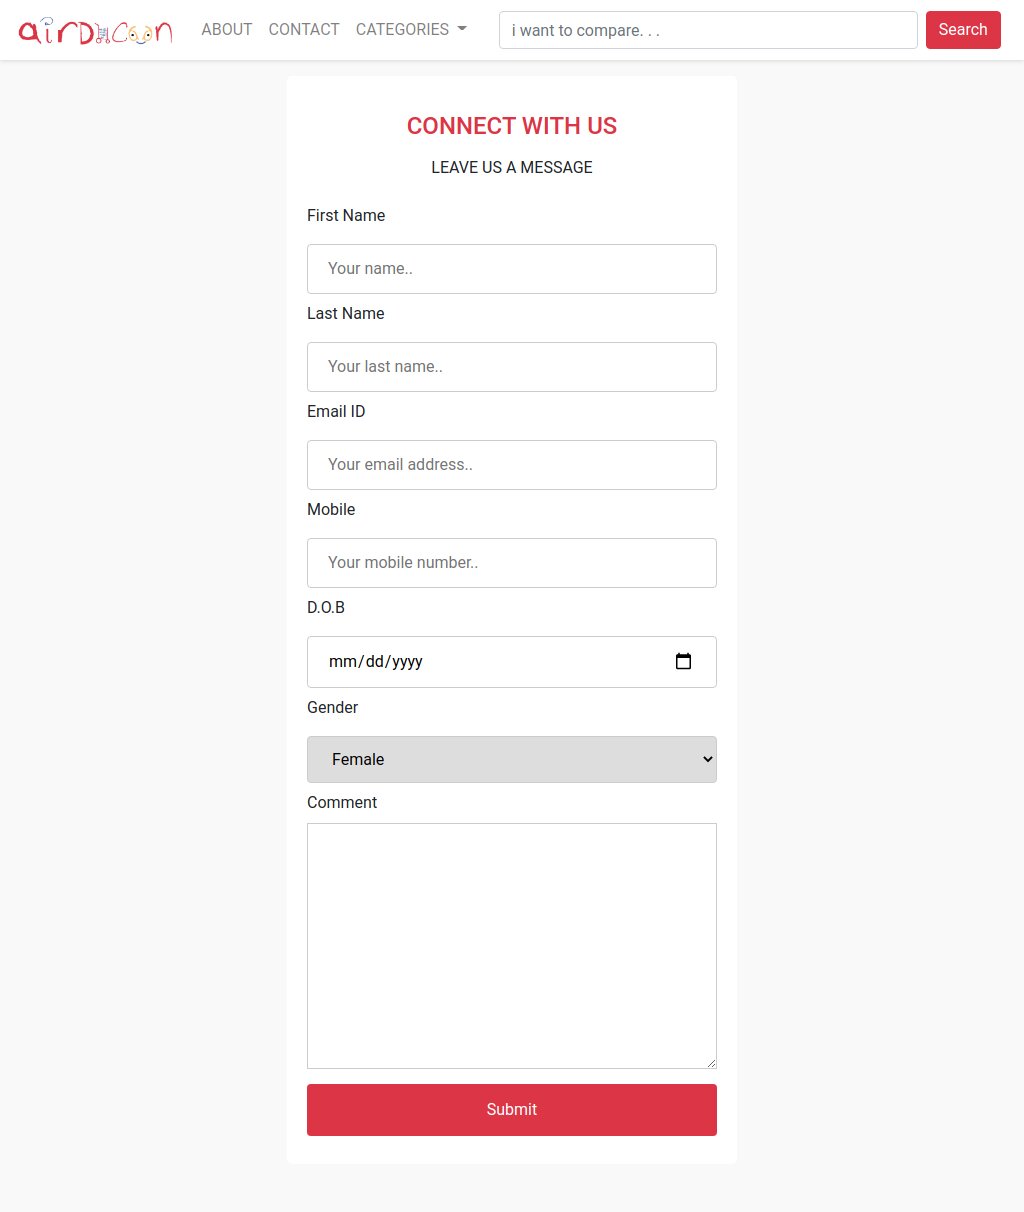 airDucoon
ABOUT CONTACT CATEGORIES i want to compare. . . Search
CONNECT WITH US
LEAVE US A MESSAGE
First Name
Your name..
Last Name
Your last name..
Email ID
Your email address..
Mobile
Your mobile number..
D.O.B
mm/dd/yyyy
Gender
Female
Comment
Submit